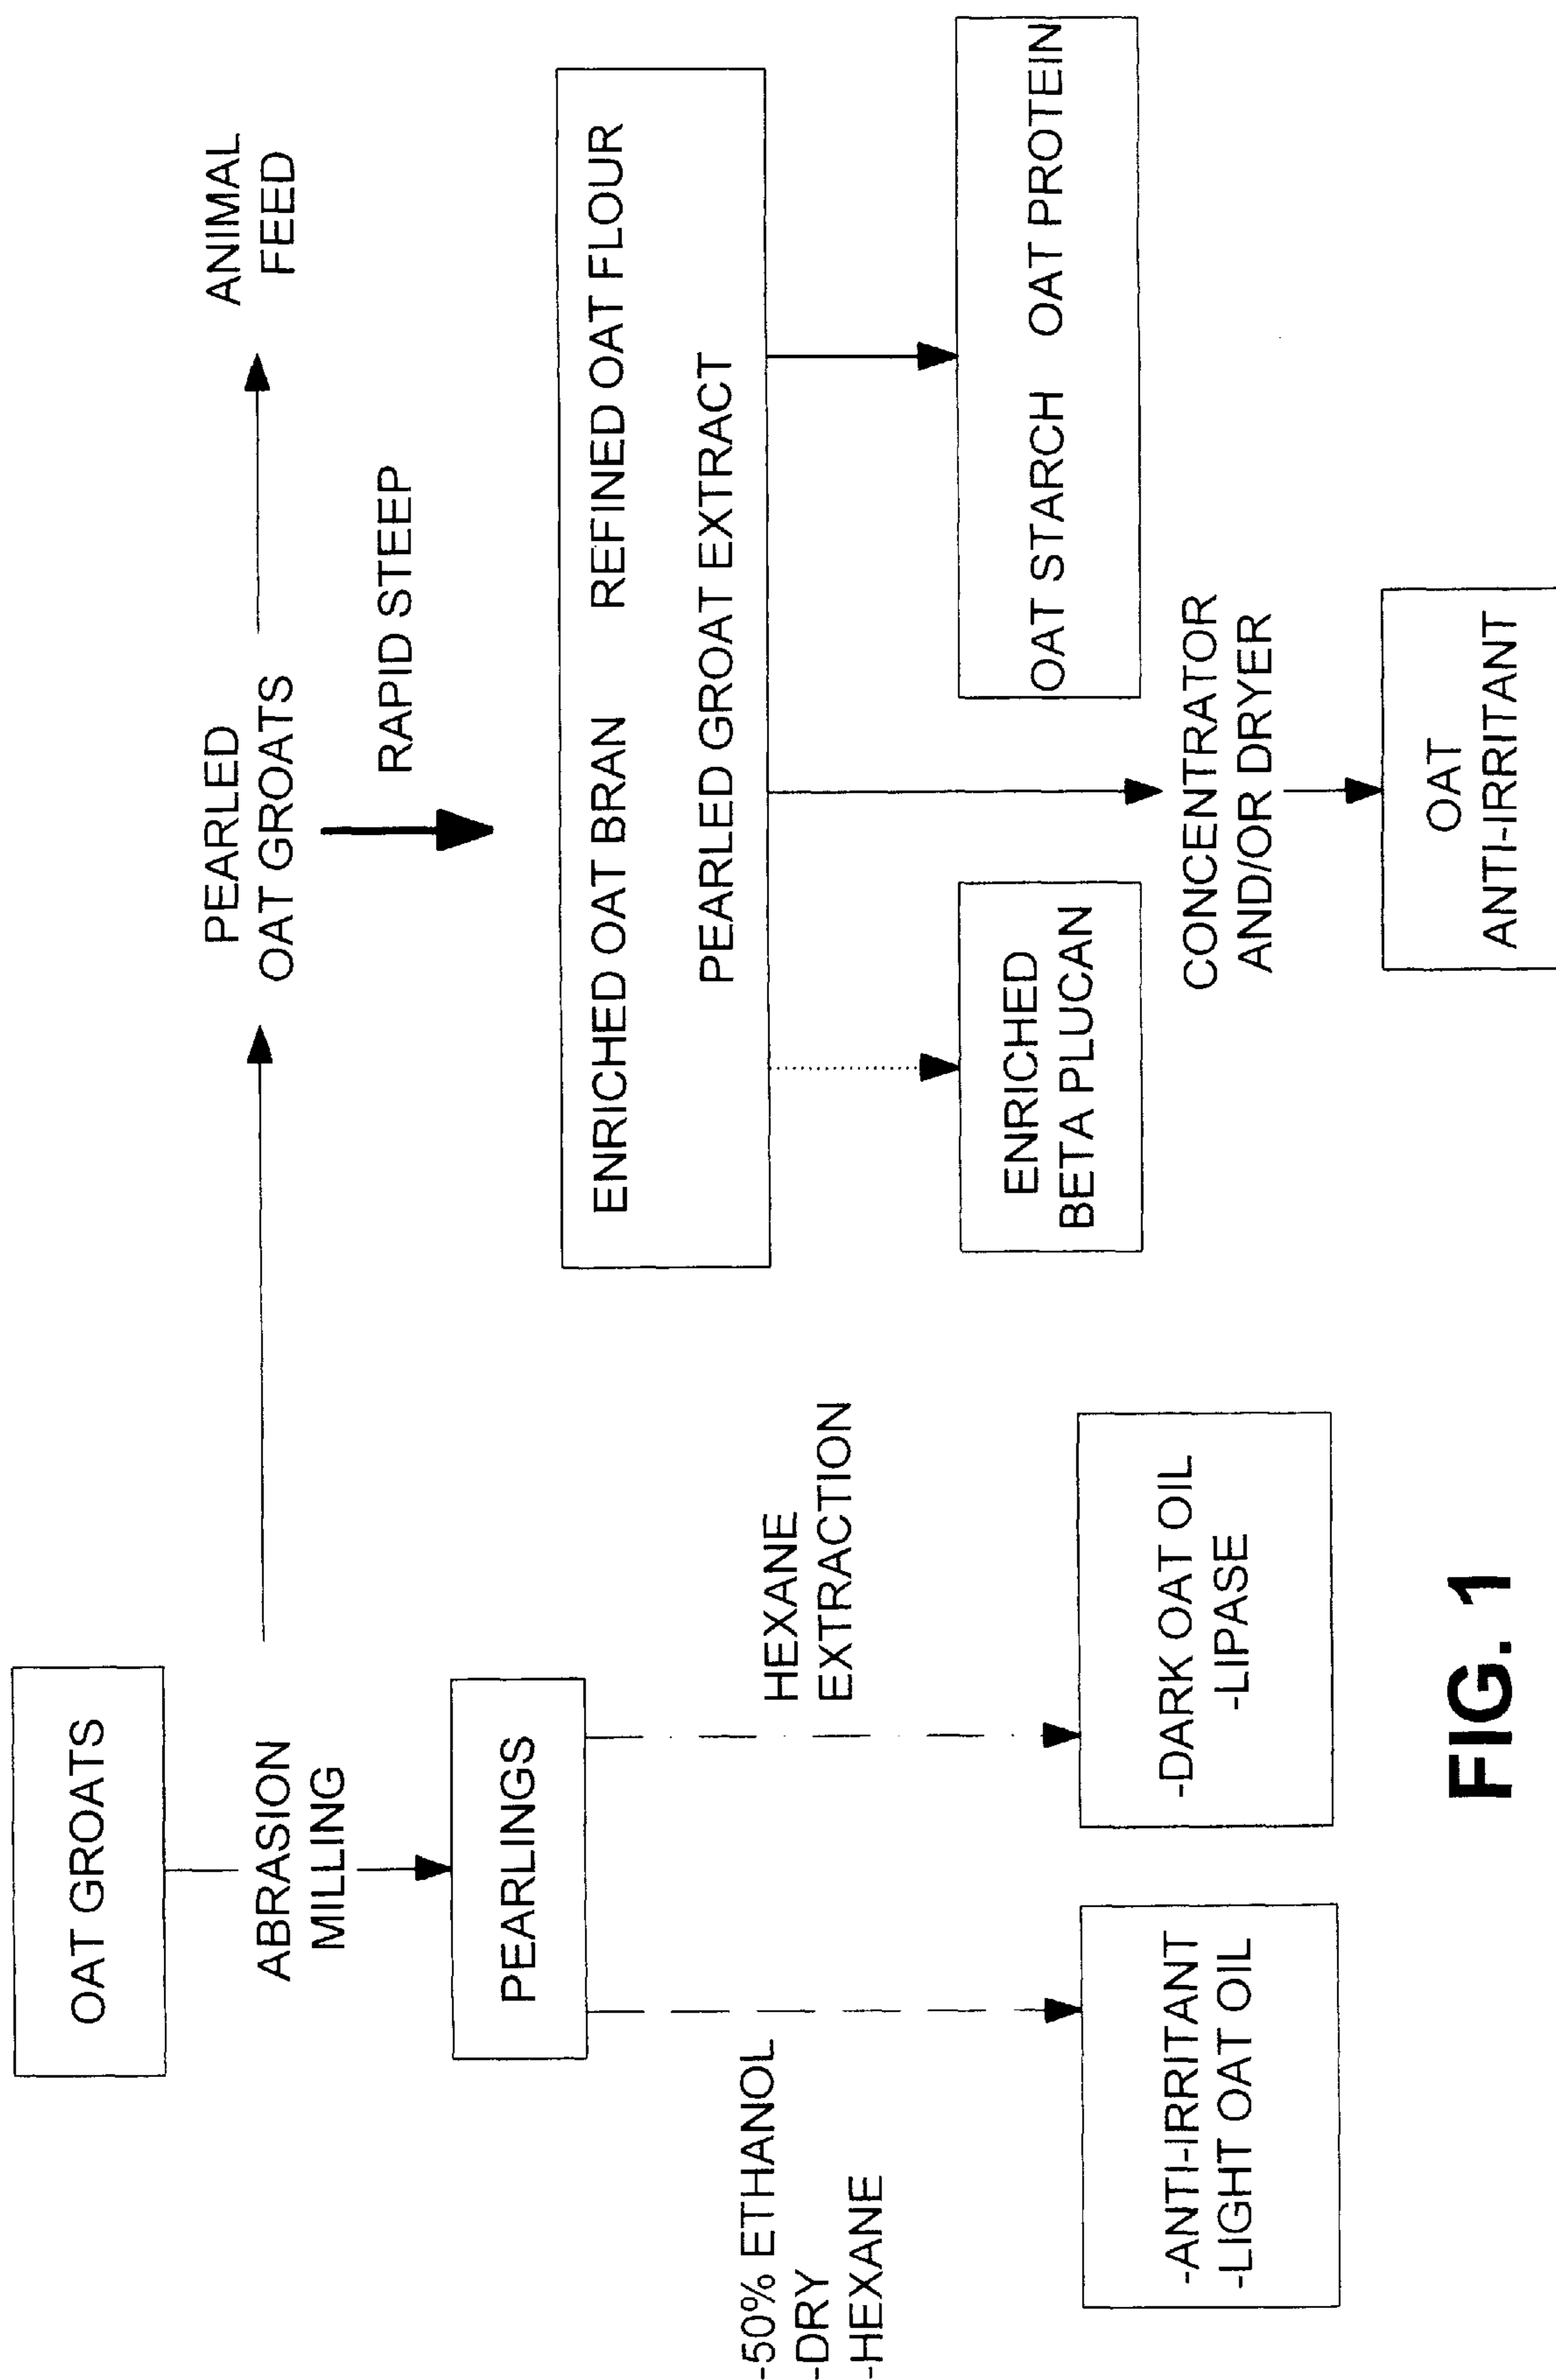 OAT GROATS
ABRASION
MILLING
PEARLINGS
-50% ETHANOL
-DRY
-HEXANE
HEXANE
EXTRACTION
-ANTI-IRRITANT
-LIGHT OAT OIL
-DARK OAT OIL
-LIPASE
PEARLED
OAT GROATS
ANIMAL
FEED
RAPID STEEP
ENRICHED OAT BRAN REFINED OAT FLOUR
PEARLED GROAT EXTRACT
ENRICHED
BETA PLUCAN
OAT STARCH OAT PROTEIN
CONCENTRATOR
AND/OR DRYER
OAT
ANTI-IRRITANT
FIG. 1